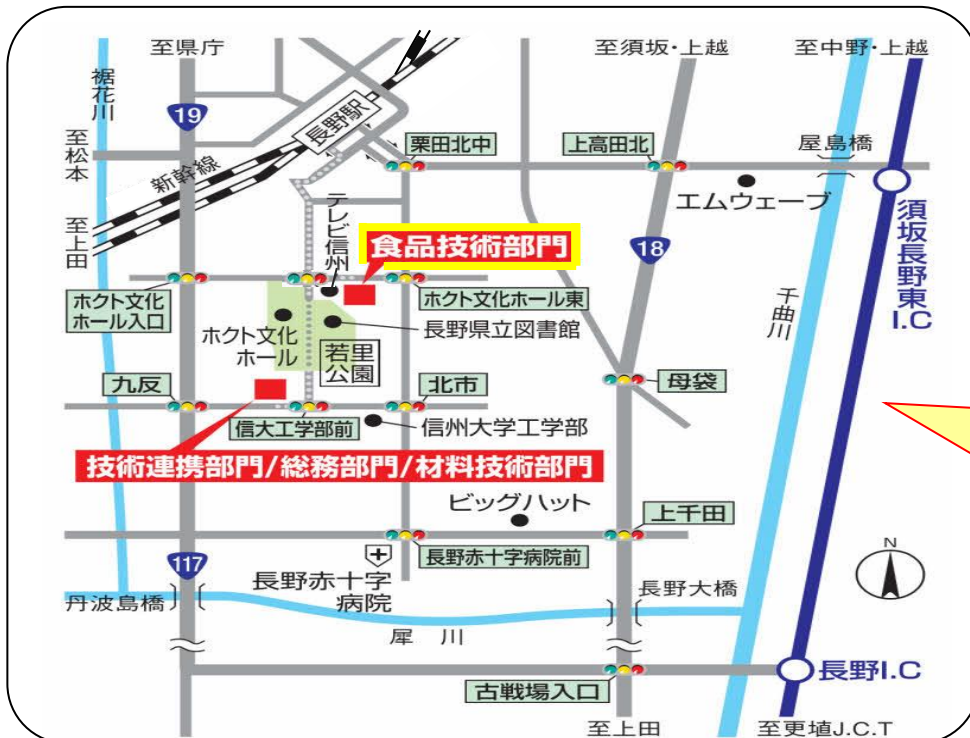 至県庁
至須坂・上越
至中野・上越
裾花川
19
長野駅
栗田北中
上高田北
屋島橋
至松本
新幹線
エムウェーブ
至上田
テレビ信州
食品技術部門
18
須坂長野東
I.C
ホクト文化
ホール入口
ホクト文化ホール東
千曲川
ホクト文化
ホール
長野県立図書館
若里
公園
九反
北市
母袋
信大工学部前
信州大学工学部
技術連携部門/総務部門/材料技術部門
ビッグハット
上千田
117
長野赤十字病院前
N
長野赤十字
病院
丹波島橋
長野大橋
犀川
長野I.C
古戦場入口
至上田
至更埴J.C.T